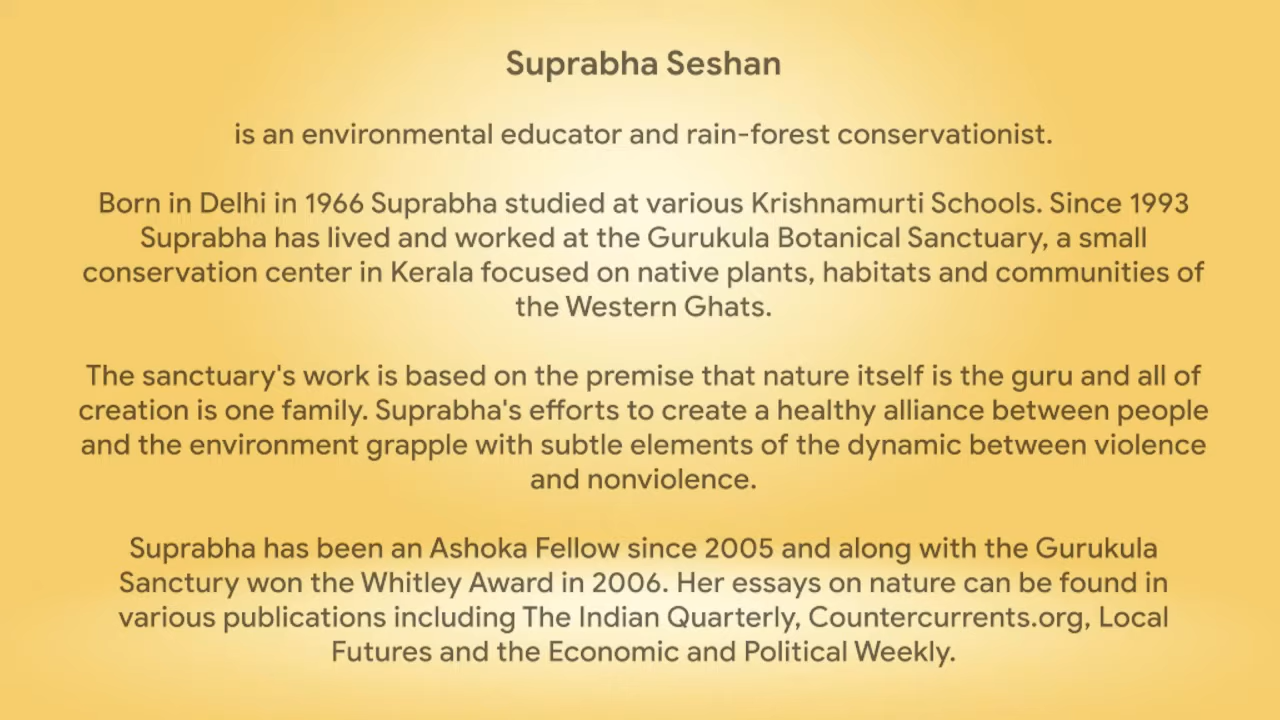 Suprabha Seshan
is an environmental educator and rain-forest conservationist.
Born in Delhi in 1966 Suprabha studied at various Krishnamurti Schools. Since 1993
Suprabha has lived and worked at the Gurukula Botanical Sanctuary, a small
conservation center in Kerala focused on native plants, habitats and communities of
the Western Ghats.
The sanctuary's work is based on the premise that nature itself is the guru and all of
creation is one family. Suprabha's efforts to create a healthy alliance between people
and the environment grapple with subtle elements of the dynamic between violence
and nonviolence.
Suprabha has been an Ashoka Fellow since 2005 and along with the Gurukula
Sanctury won the Whitley Award in 2006. Her essays on nature can be found in
various publications including The Indian Quarterly, Countercurrents.org, Local
Futures and the Economic and Political Weekly.